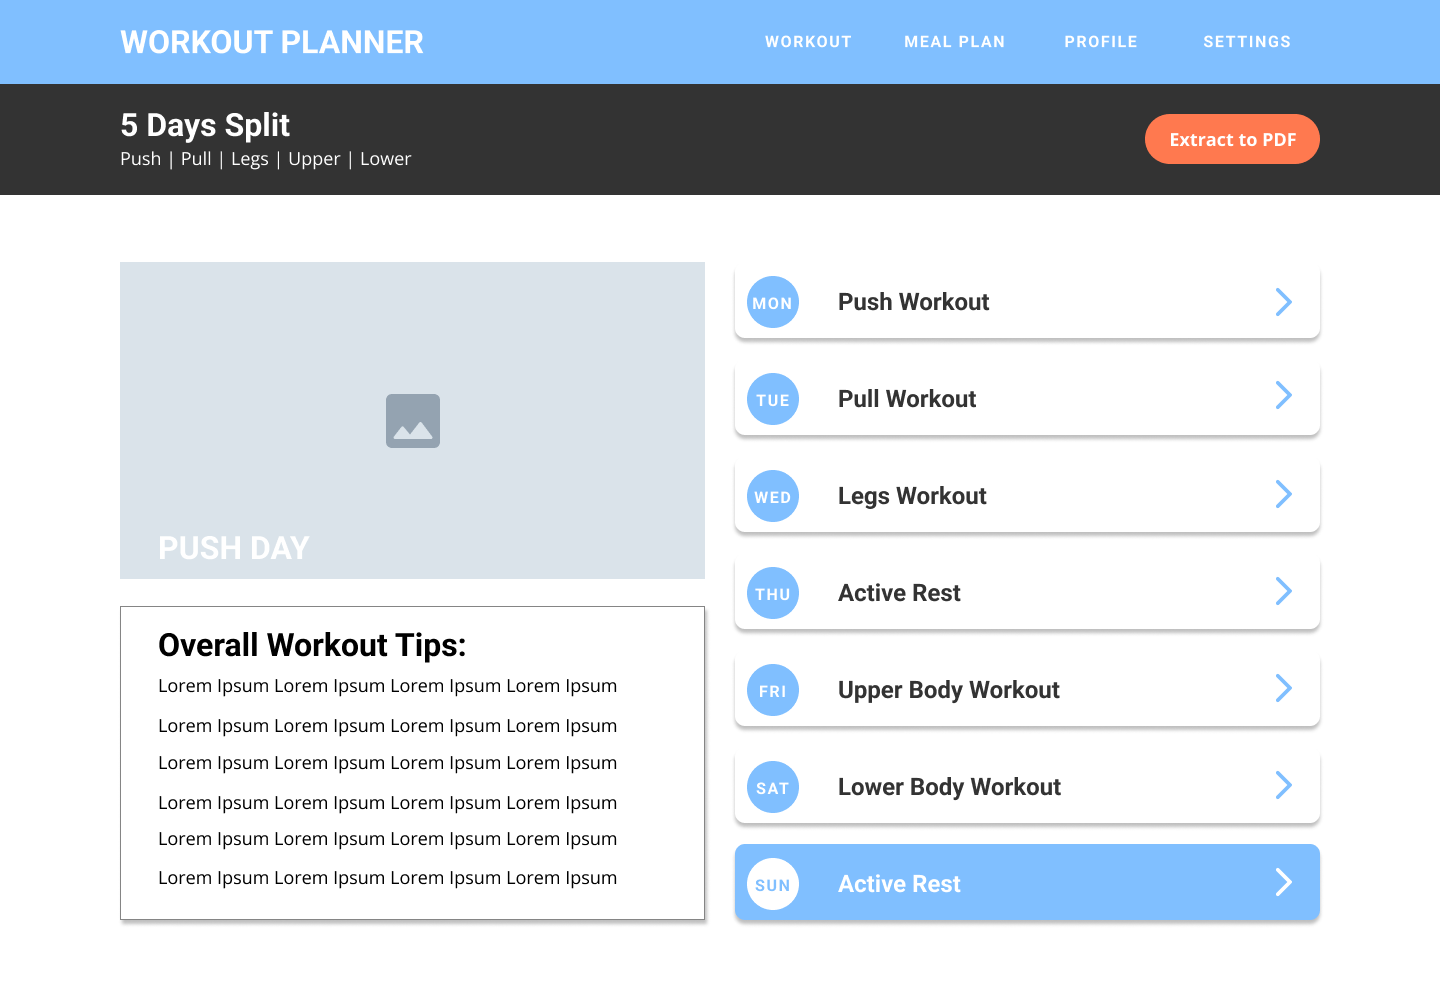 WORKOUT PLANNER
WORKOUT MEAL PLAN PROFILE SETTINGS
5 Days Split
Push | Pull | Legs | Upper | Lower
Extract to PDF
PUSH DAY
Overall Workout Tips:
Lorem Ipsum Lorem Ipsum Lorem Ipsum Lorem Ipsum
Lorem Ipsum Lorem Ipsum Lorem Ipsum Lorem Ipsum
Lorem Ipsum Lorem Ipsum Lorem Ipsum Lorem Ipsum
Lorem Ipsum Lorem Ipsum Lorem Ipsum Lorem Ipsum
Lorem Ipsum Lorem Ipsum Lorem Ipsum Lorem Ipsum
Lorem Ipsum Lorem Ipsum Lorem Ipsum Lorem Ipsum
MON Push Workout
TUE Pull Workout
WED Legs Workout
THU Active Rest
FRI Upper Body Workout
SAT Lower Body Workout
SUN Active Rest